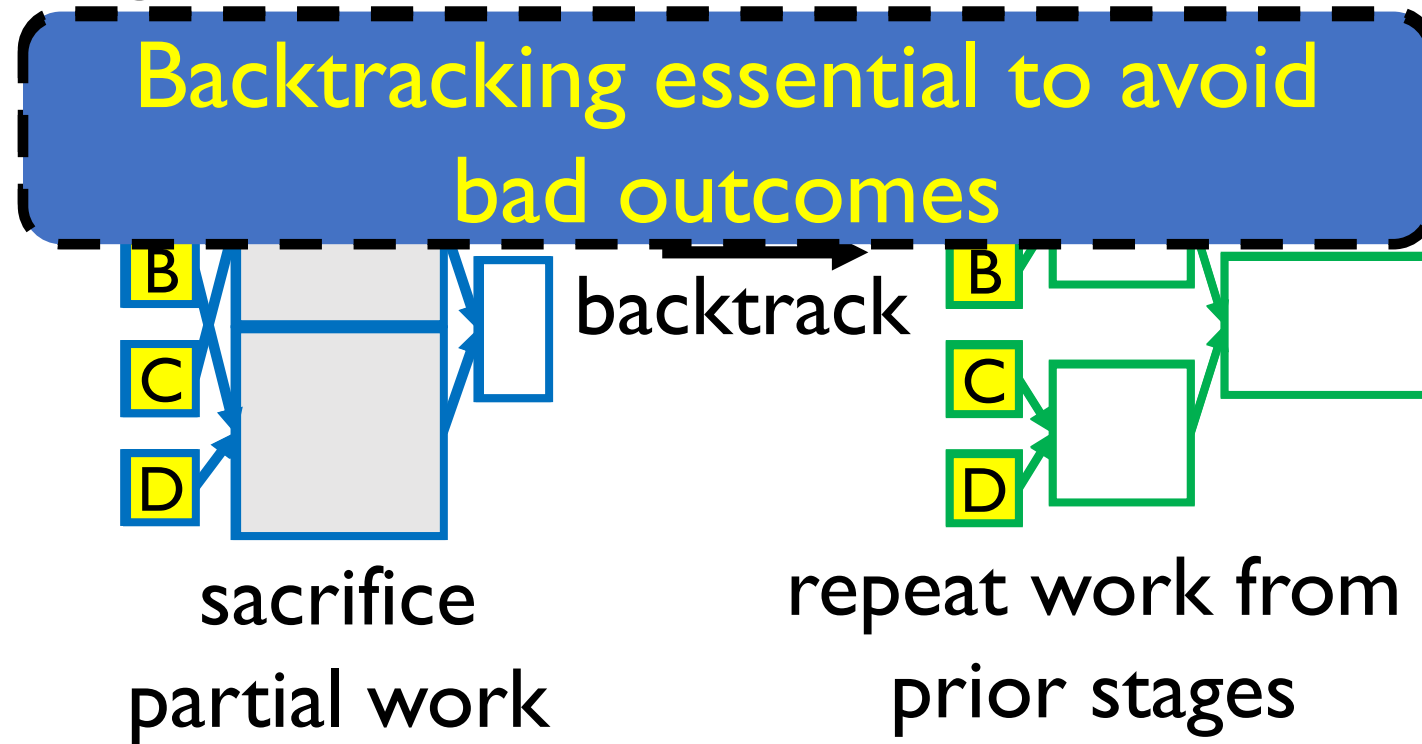 Backtracking essential to avoid
bad outcomes
B
B
backtrack
C
C
D
D
sacrifice
partial work
repeat work from
prior stages